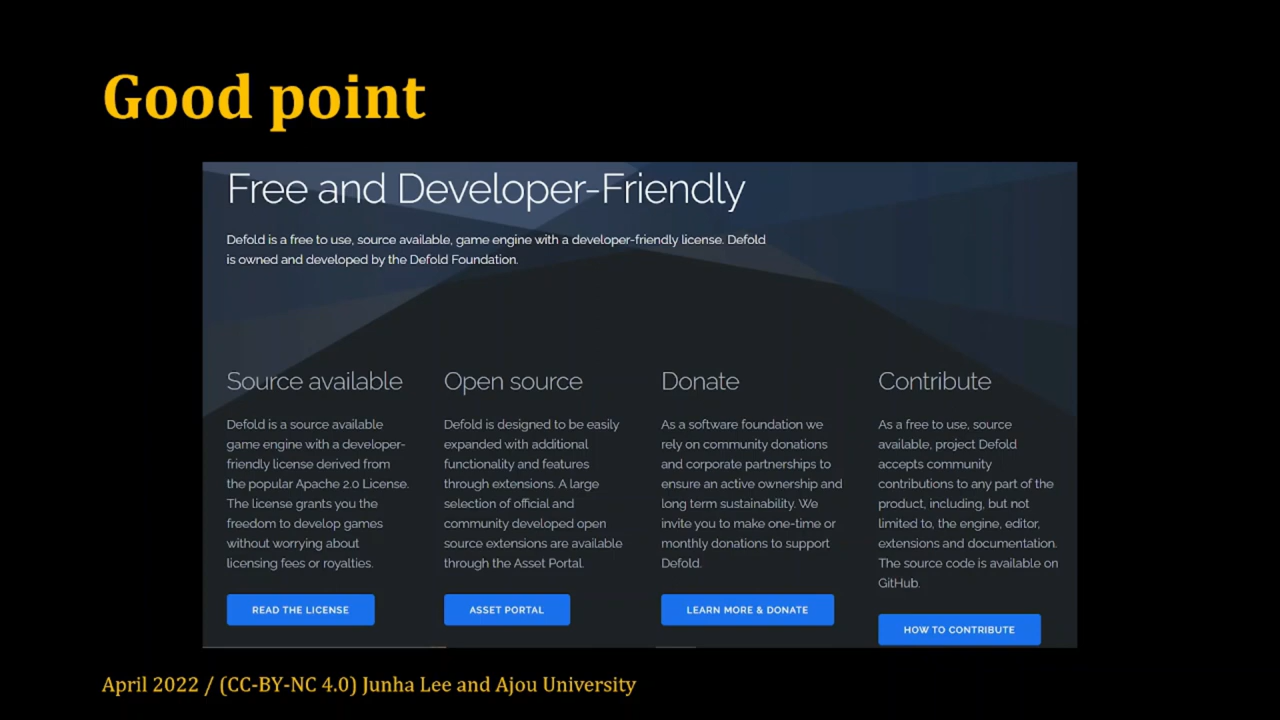 Good point
Free and Developer-Friendly
Defold is a free to use, source available, game engine with a developer-friendly license. Defold
is owned and developed by the Defold Foundation.
Source available
Defold is a source available
game engine with a developer-
friendly license derived from
the popular Apache 2.0 License.
The license grants you the
freedom to develop games
without worrying about
licensing fees or royalties.
READ THE LICENSE
Open source
Defold is designed to be easily
expanded with additional
functionality and features
through extensions. A large
selection of official and
community developed open
source extensions are available
through the Asset Portal.
ASSET PORTAL
Donate
As a software foundation we
rely on community donations
and corporate partnerships to
ensure an active ownership and
long term sustainability. We
invite you to make one-time or
monthly donations to support
Defold.
LEARN MORE & DONATE
Contribute
As a free to use, source
available, project Defold
accepts community
contributions to any part of the
product, including, but not
limited to, the engine, editor,
extensions and documentation.
The source code is available on
GitHub.
HOW TO CONTRIBUTE
April 2022 / (CC-BY-NC 4.0) Junha Lee and Ajou University